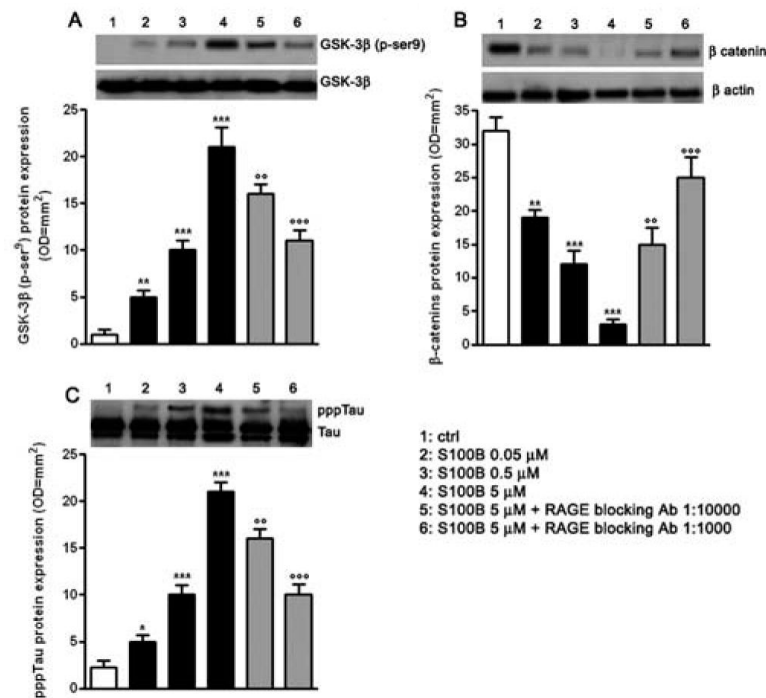 A
1 2 3 4 5 6
GSK-3β (p-ser9)
GSK-3β
GSK-3β (p-ser⁹) protein expression
(OD=mm²)
25
20
15
10
5
0
**
***
***
°°
°°°
B
1 2 3 4 5 6
β catenin
β actin
β-catenins protein expression (OD=mm²)
40
30
20
10
0
**
***
***
°°
°°°
C
1 2 3 4 5 6
pppTau
Tau
pppTau protein expression (OD=mm²)
25
20
15
10
5
0
*
***
***
°°
°°°
1: ctrl
2: S100B 0.05 μM
3: S100B 0.5 μM
4: S100B 5 μM
5: S100B 5 μM + RAGE blocking Ab 1:10000
6: S100B 5 μM + RAGE blocking Ab 1:1000